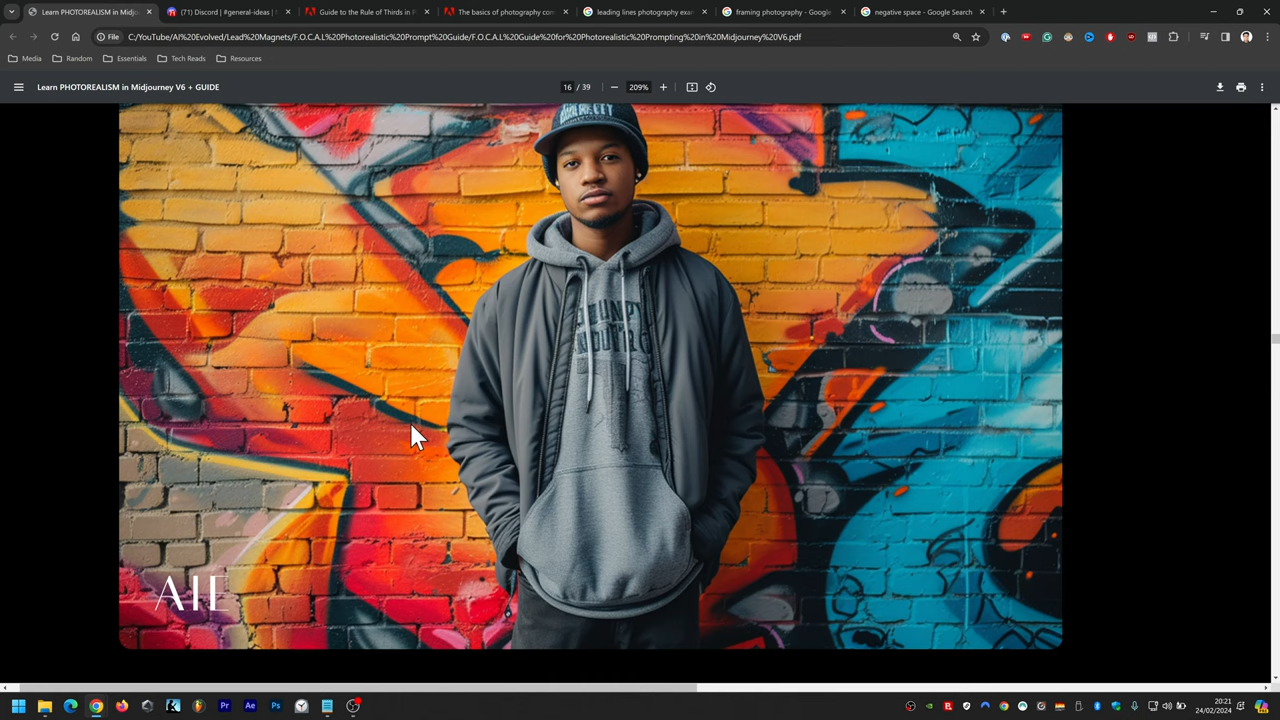 Learn PHOTOREALISM in Midjo
(71) Discord | #general-ideas |
Guide to the Rule of Thirds in P
The basics of photography con
leading lines photography exa
framing photography - Google
negative space - Google Search
File
C:/YouTube/AI%20Evolved/Lead%20Magnets/F.O.C.A.L%20Photorealistic%20Prompt%20Guide/F.O.C.A.L%20Guide%20for%20Photorealistic%20Prompting%20in%20Midjourney%20V6.pdf
Media
Random
Essentials
Tech Reads
Resources
Learn PHOTOREALISM in Midjourney V6 + GUIDE
16 / 39
209%
AIE
20:21
24/02/2024